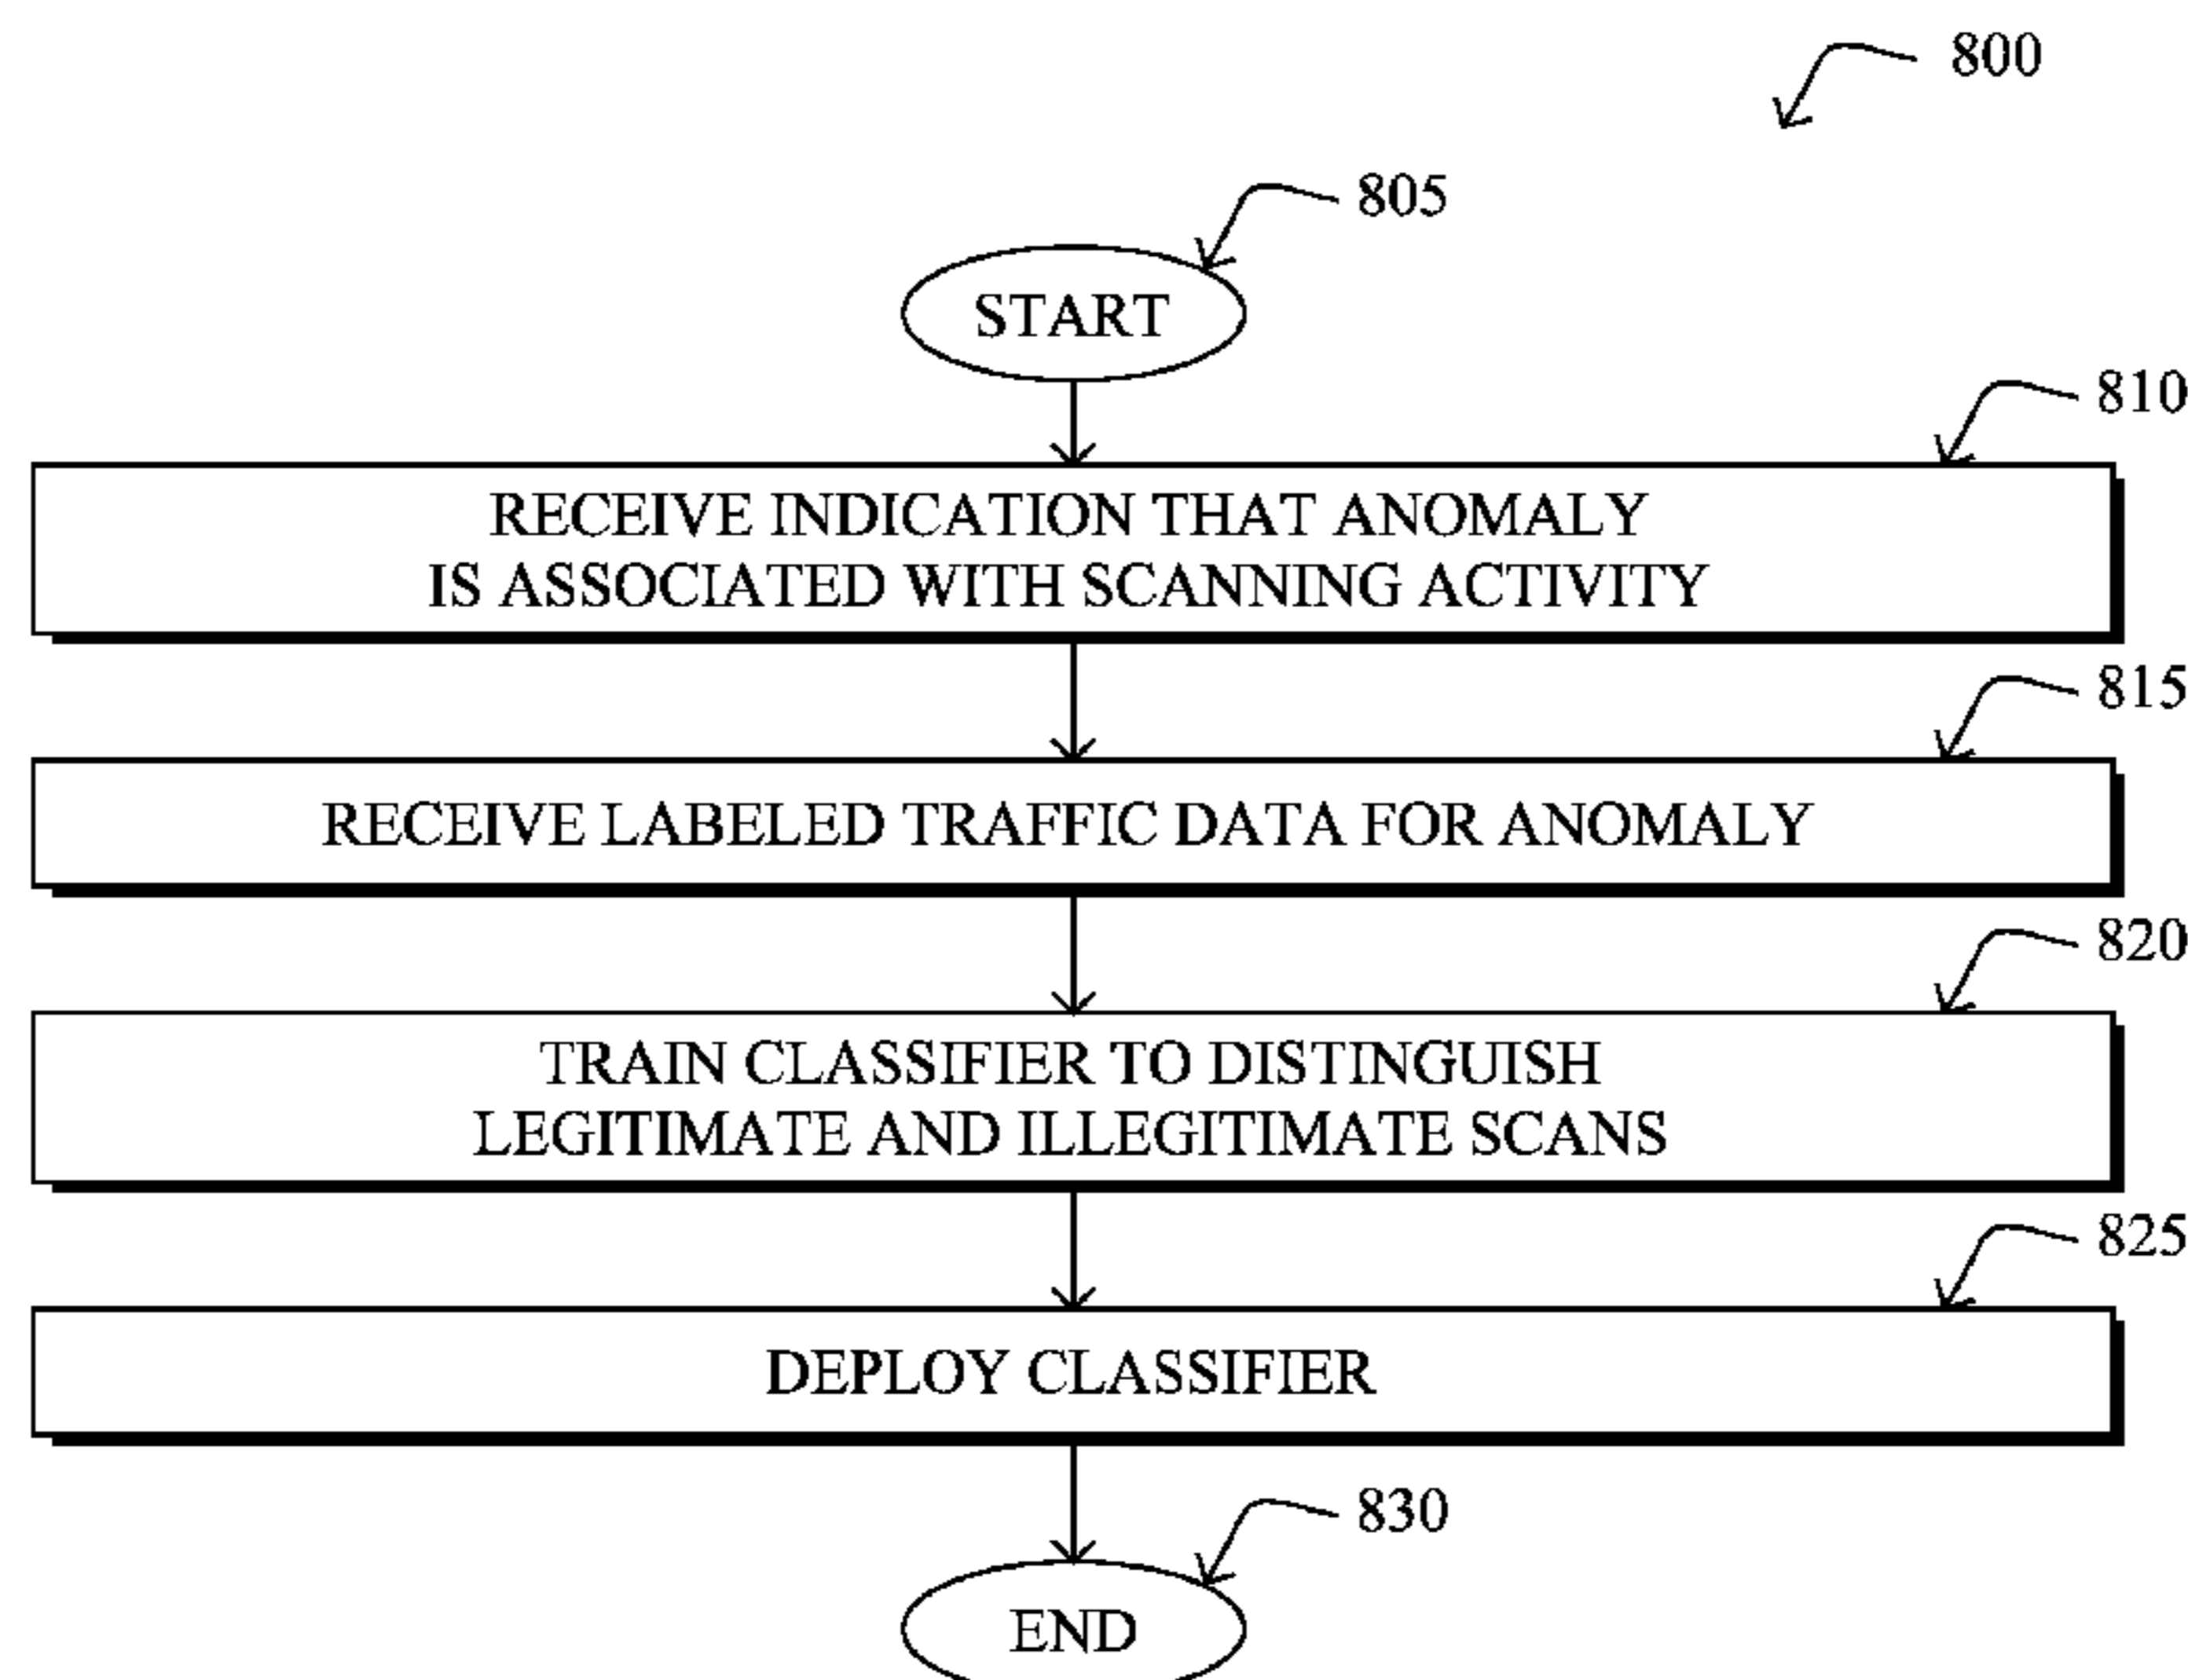 800
805
START
810
RECEIVE INDICATION THAT ANOMALY
IS ASSOCIATED WITH SCANNING ACTIVITY
815
RECEIVE LABELED TRAFFIC DATA FOR ANOMALY
820
TRAIN CLASSIFIER TO DISTINGUISH
LEGITIMATE AND ILLEGITIMATE SCANS
825
DEPLOY CLASSIFIER
830
END